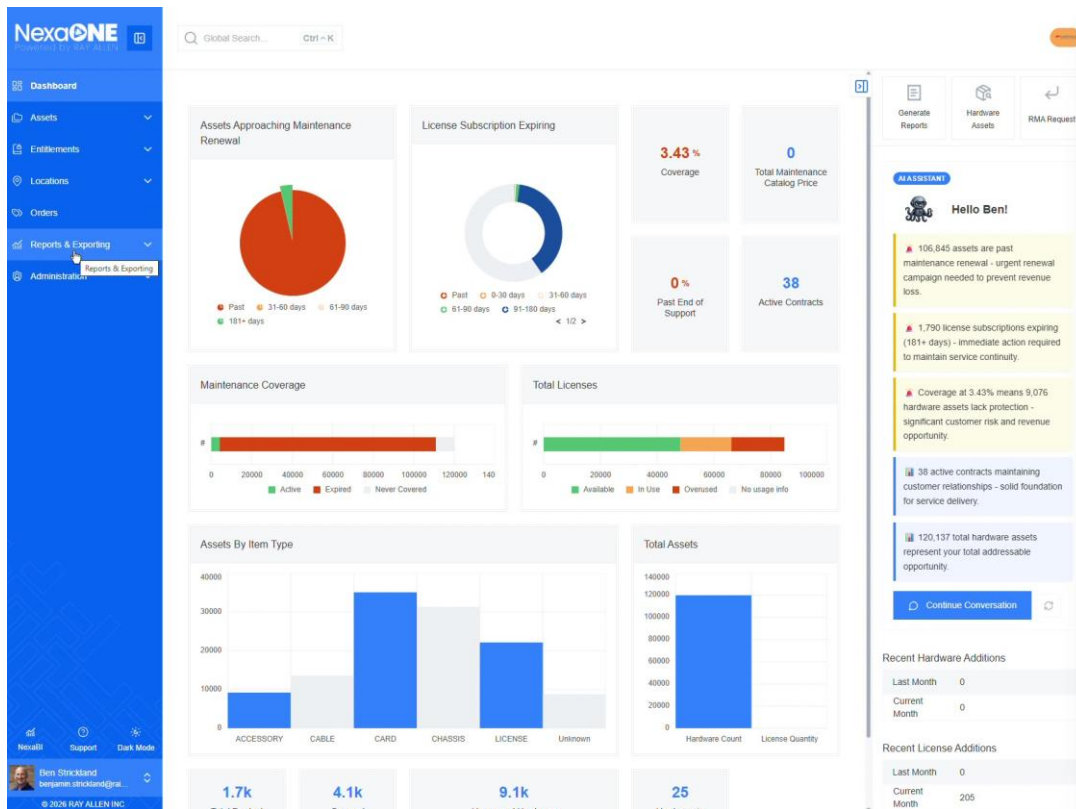 NexaONE
Powered by RAY ALLEN
Global Search...
Ctrl ~ K
Dashboard
Assets
Entitlements
Locations
Orders
Reports & Exporting
Reports & Exporting
Administration
NexaBI
Support
Dark Mode
Ben Strickland
benjamin.strickland@rai...
© 2026 RAY ALLEN INC
Assets Approaching Maintenance
Renewal
Past
31-60 days
61-90 days
181+ days
License Subscription Expiring
Past
0-30 days
31-60 days
61-90 days
91-180 days
< 1/2 >
3.43 %
Coverage
0
Total Maintenance
Catalog Price
0 %
Past End of
Support
38
Active Contracts
Maintenance Coverage
#
0 20000 40000 60000 80000 100000 120000 140
Active Expired Never Covered
Total Licenses
#
0 20000 40000 60000 80000 100000
Available In Use Overused No usage info
Assets By Item Type
40000
30000
20000
10000
0
ACCESSORY CABLE CARD CHASSIS LICENSE Unknown
Total Assets
140000
120000
100000
80000
60000
40000
20000
0
Hardware Count License Quantity
1.7k
4.1k
9.1k
25
Generate
Reports
Hardware
Assets
RMA Request
AI ASSISTANT
Hello Ben!
106,845 assets are past
maintenance renewal - urgent renewal
campaign needed to prevent revenue
loss.
1,790 license subscriptions expiring
(181+ days) - immediate action required
to maintain service continuity.
Coverage at 3.43% means 9,076
hardware assets lack protection -
significant customer risk and revenue
opportunity.
38 active contracts maintaining
customer relationships - solid foundation
for service delivery.
120,137 total hardware assets
represent your total addressable
opportunity.
Continue Conversation
Recent Hardware Additions
Last Month 0
Current
Month 0
Recent License Additions
Last Month 0
Current
Month 205